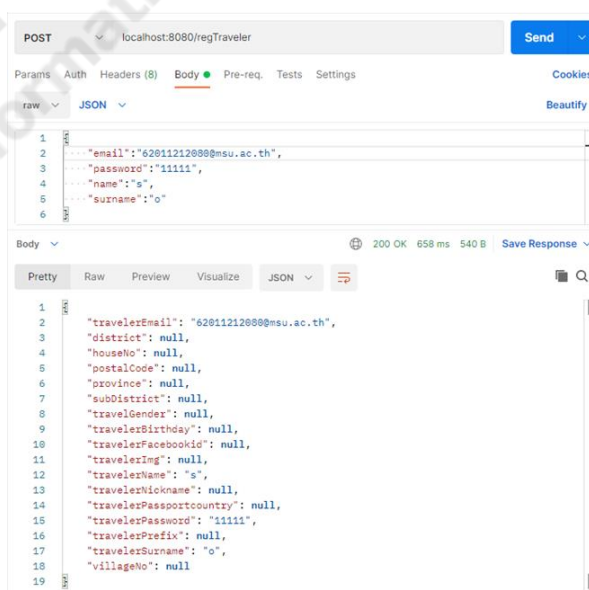 POST localhost:8080/regTraveler Send
Params Auth Headers (8) Body Pre-req. Tests Settings Cookies
raw JSON Beautify
1 {
2 "email":"62011212080@msu.ac.th",
3 "password":"11111",
4 "name":"s",
5 "surname":"o"
6 }
Body 200 OK 658 ms 540 B Save Response
Pretty Raw Preview Visualize JSON
1 {
2 "travelerEmail": "62011212080@msu.ac.th",
3 "district": null,
4 "houseNo": null,
5 "postalCode": null,
6 "province": null,
7 "subDistrict": null,
8 "travelGender": null,
9 "travelerBirthday": null,
10 "travelerFacebookid": null,
11 "travelerImg": null,
12 "travelerName": "s",
13 "travelerNickname": null,
14 "travelerPassportcountry": null,
15 "travelerPassword": "11111",
16 "travelerPrefix": null,
17 "travelerSurname": "o",
18 "villageNo": null
19 }